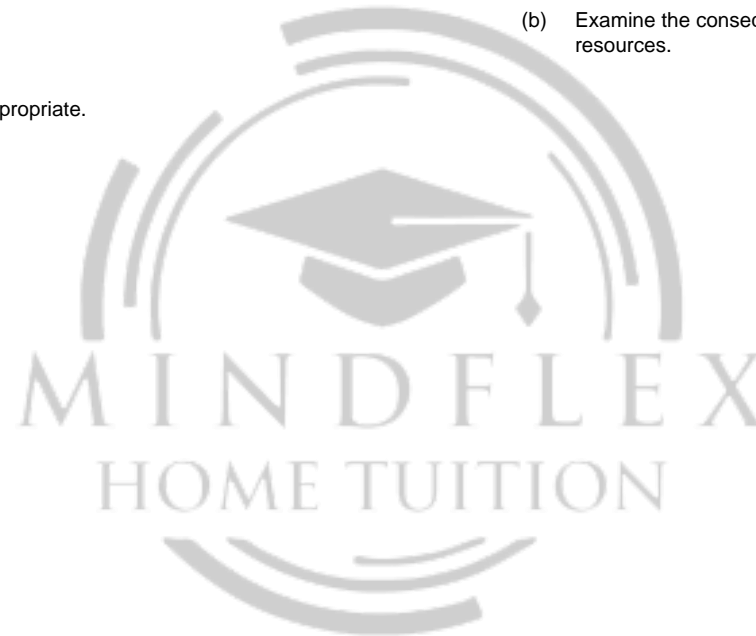 (b) Examine the consec
resources.
propriate.
MINDFLEX
HOME TUITION